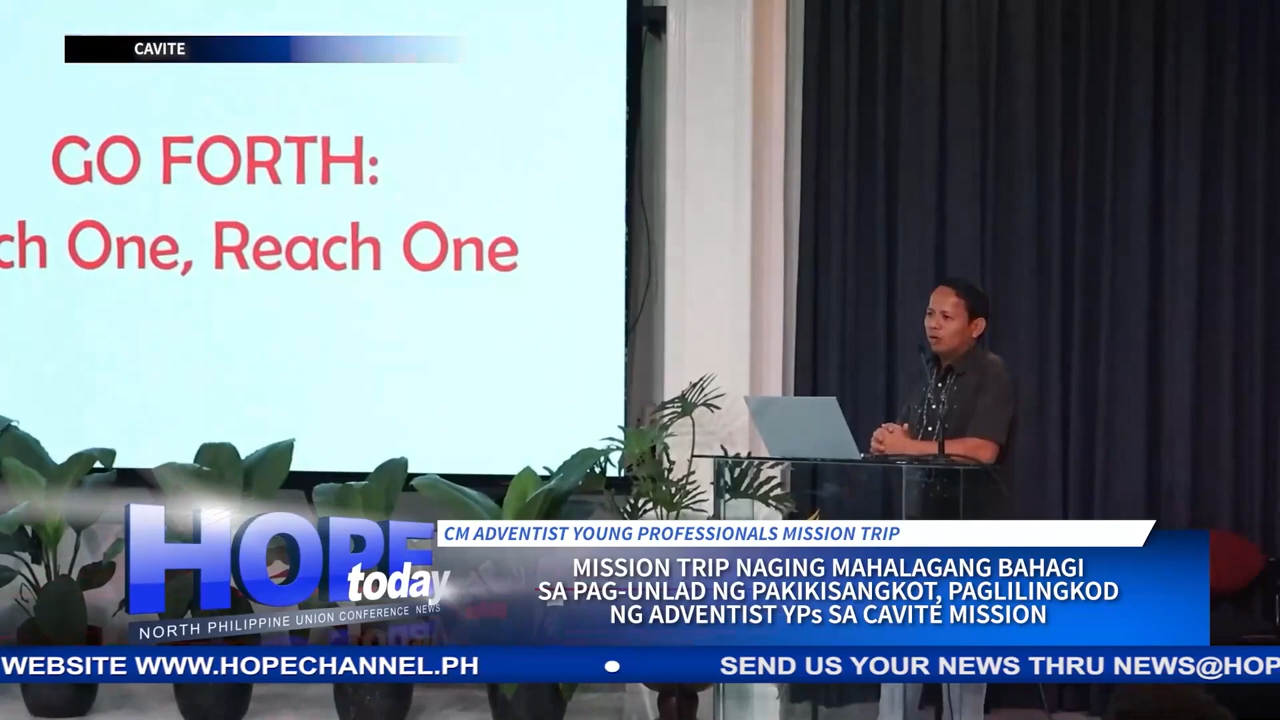 CAVITE
GO FORTH:
ch One, Reach One
HOPE
today
NORTH PHILIPPINE UNION CONFERENCE NEWS
CM ADVENTIST YOUNG PROFESSIONALS MISSION TRIP
MISSION TRIP NAGING MAHALAGANG BAHAGI
SA PAG-UNLAD NG PAKIKISANGKOT, PAGLILINGKOD
NG ADVENTIST YPs SA CAVITE MISSION
WEBSITE WWW.HOPECHANNEL.PH • SEND US YOUR NEWS THRU NEWS@HOP